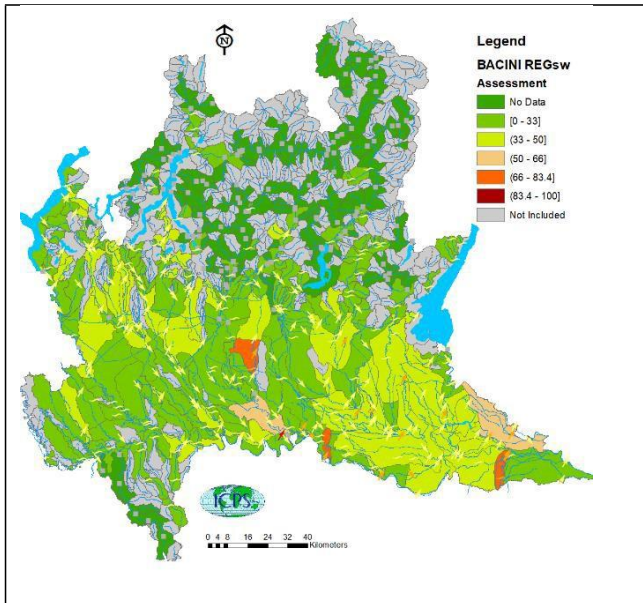 N
Legend
BACINI REGsw
Assessment
No Data
[0 - 33]
(33 - 50]
(50 - 66]
(66 - 83.4]
(83.4 - 100]
Not Included
ICPS
0 4 8 16 24 32 40
Kilometers